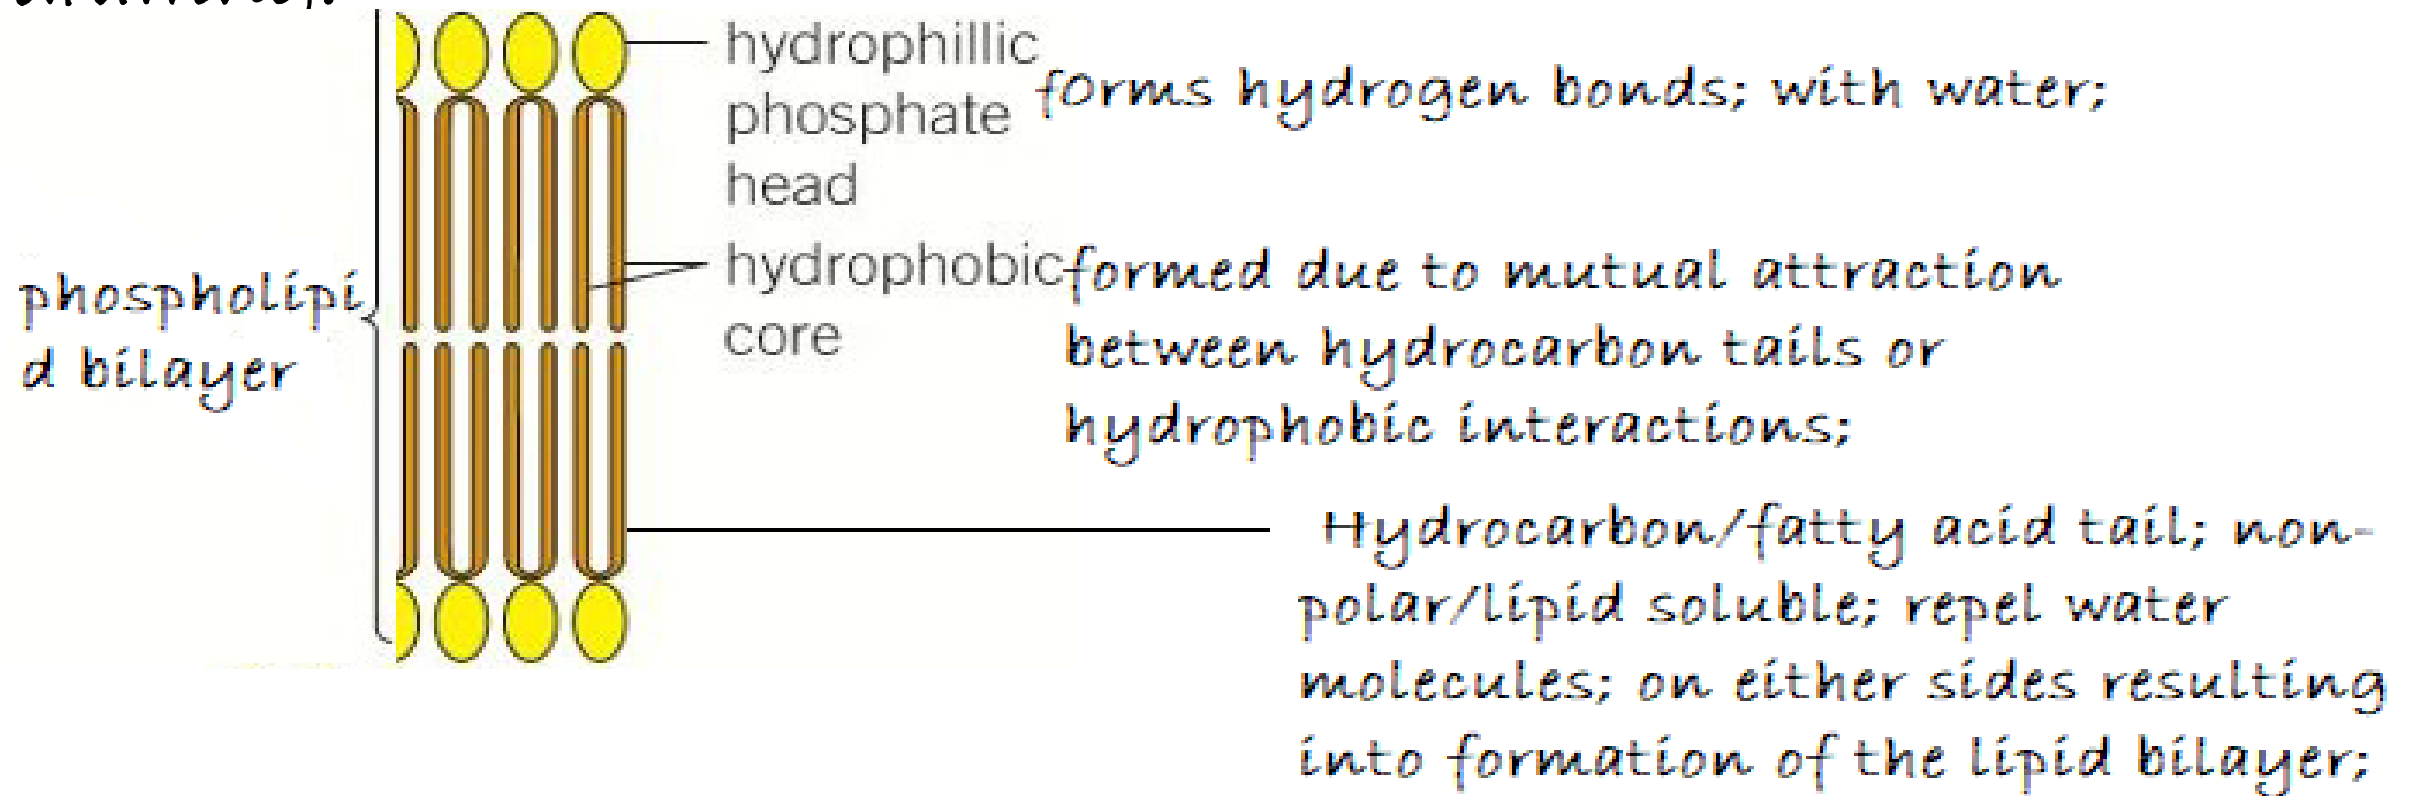 hydrophillic
phosphate
head
forms hydrogen bonds; with water;
hydrophobic
core
formed due to mutual attraction
between hydrocarbon tails or
hydrophobic interactions;
phospholipi
d bilayer
Hydrocarbon/fatty acid tail; non-
polar/lipid soluble; repel water
molecules; on either sides resulting
into formation of the lipid bilayer;